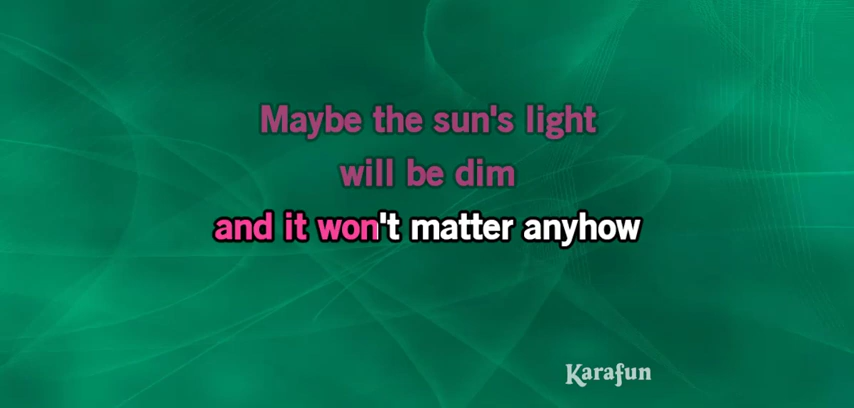 Maybe the sun's light
will be dim
and it won't matter anyhow
Karafun